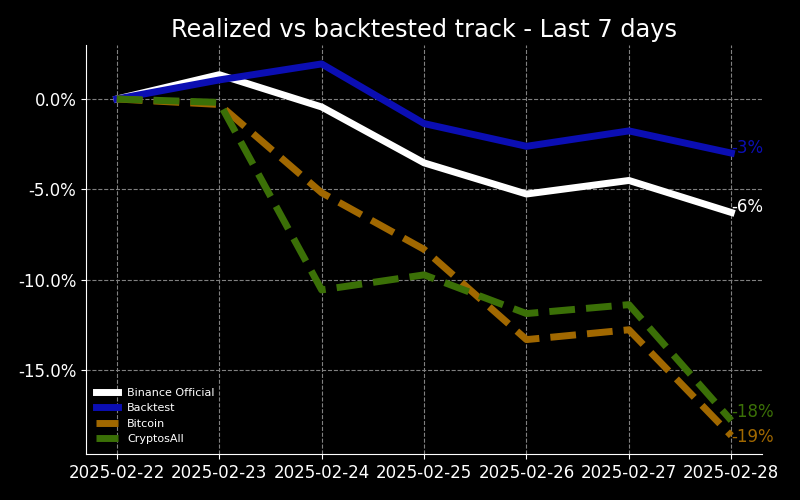 Realized vs backtested track - Last 7 days
0.0%
-5.0%
-10.0%
-15.0%
-3%
-6%
-18%
-19%
Binance Official
Backtest
Bitcoin
CryptosAll
2025-02-22 2025-02-23 2025-02-24 2025-02-25 2025-02-26 2025-02-27 2025-02-28